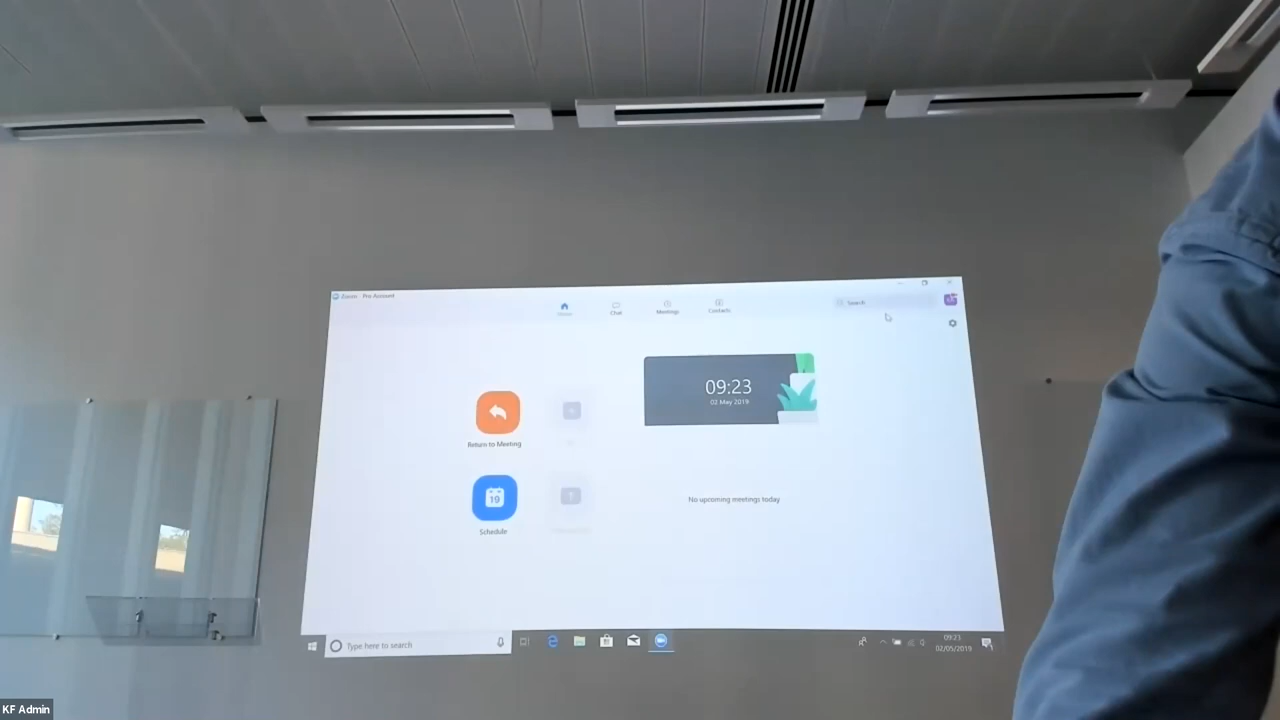 Zoom - Pro Account
Home
Chat
Meetings
Contacts
Search
09:23
02 May 2019
Return to Meeting
19
Schedule
No upcoming meetings today
Type here to search
09:23
02/05/2019
KF Admin